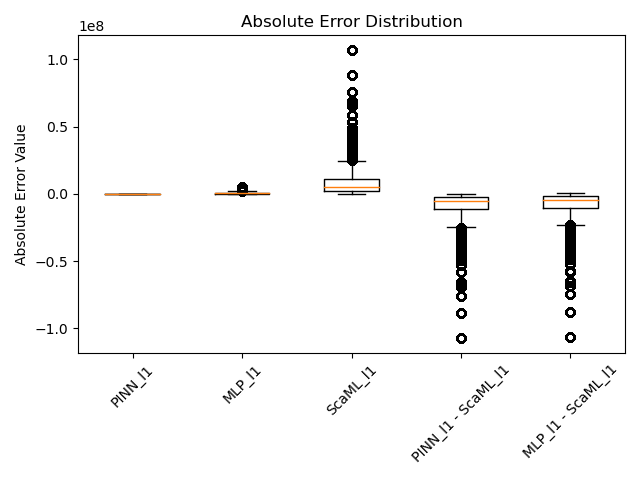 Absolute Error Distribution
1e8
1.0
0.5
0.0
−0.5
−1.0
Absolute Error Value
PINN_l1
MLP_l1
ScaML_l1
PINN_l1 - ScaML_l1
MLP_l1 - ScaML_l1